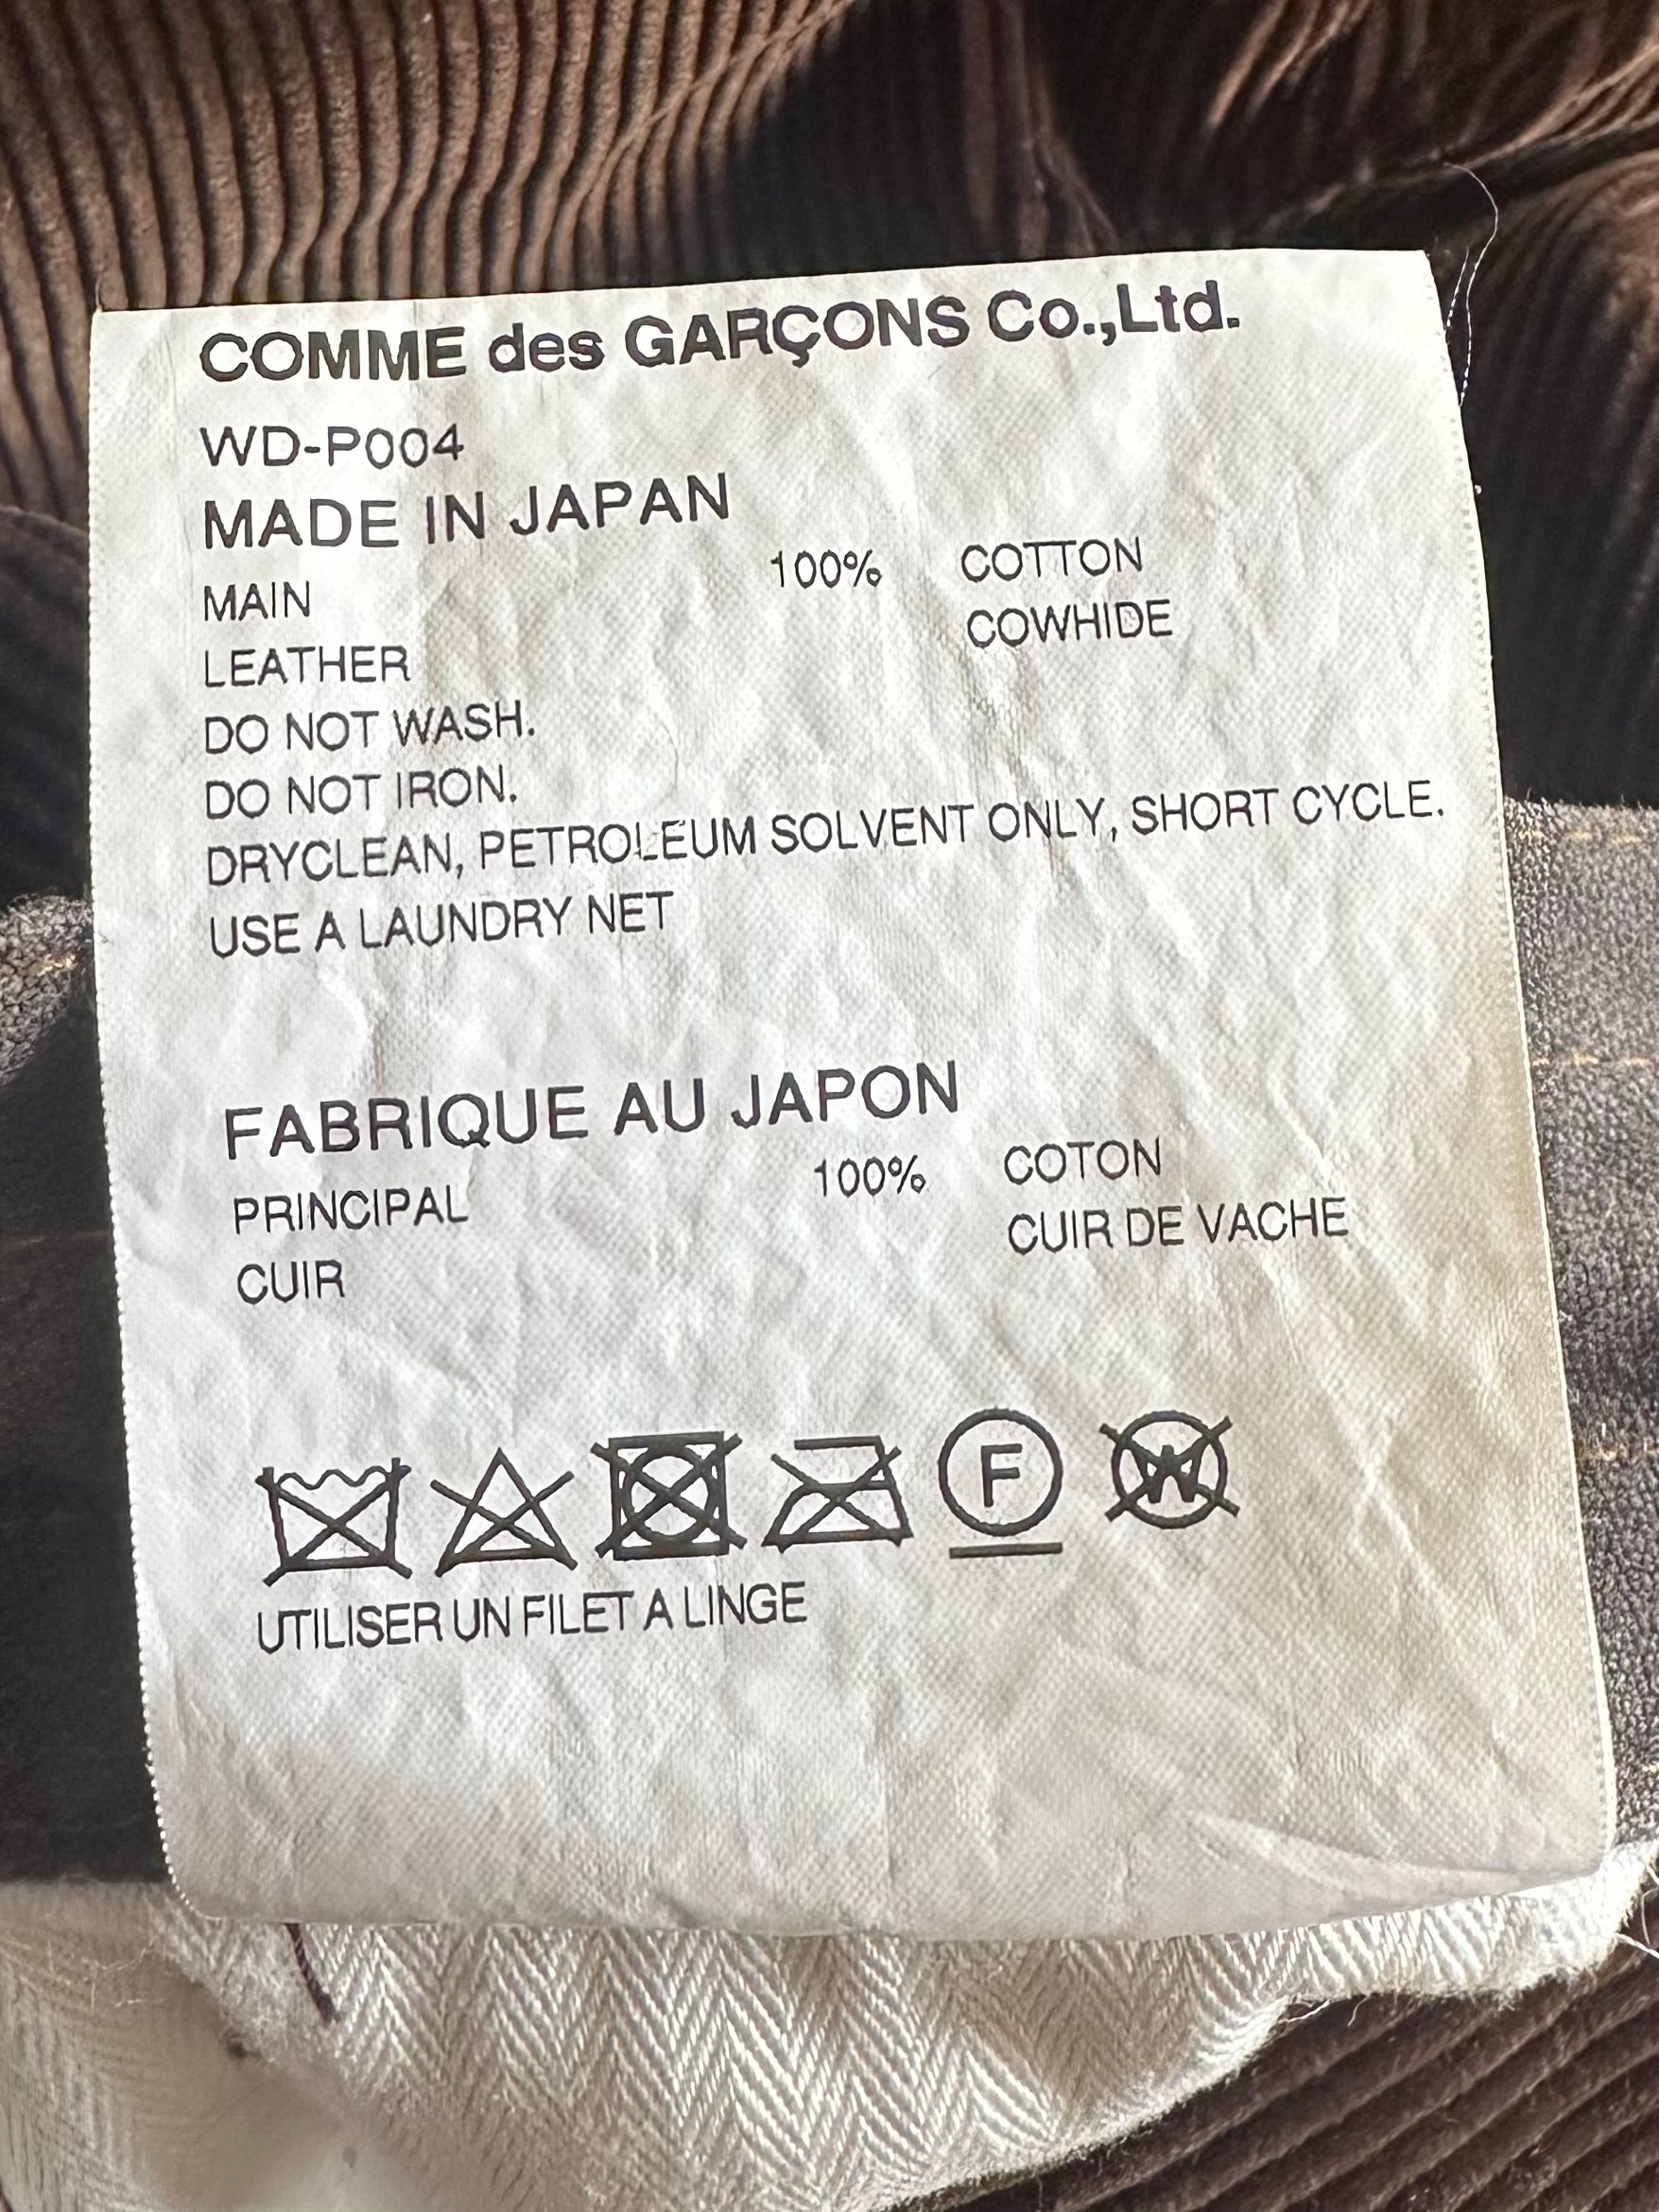 COMME des GARÇONS Co.,Ltd.
WD-P004
MADE IN JAPAN
MAIN 100% COTTON
LEATHER COWHIDE
DO NOT WASH.
DO NOT IRON.
DRYCLEAN, PETROLEUM SOLVENT ONLY, SHORT CYCLE.
USE A LAUNDRY NET
FABRIQUE AU JAPON
PRINCIPAL 100% COTON
CUIR CUIR DE VACHE
F W
UTILISER UN FILET A LINGE